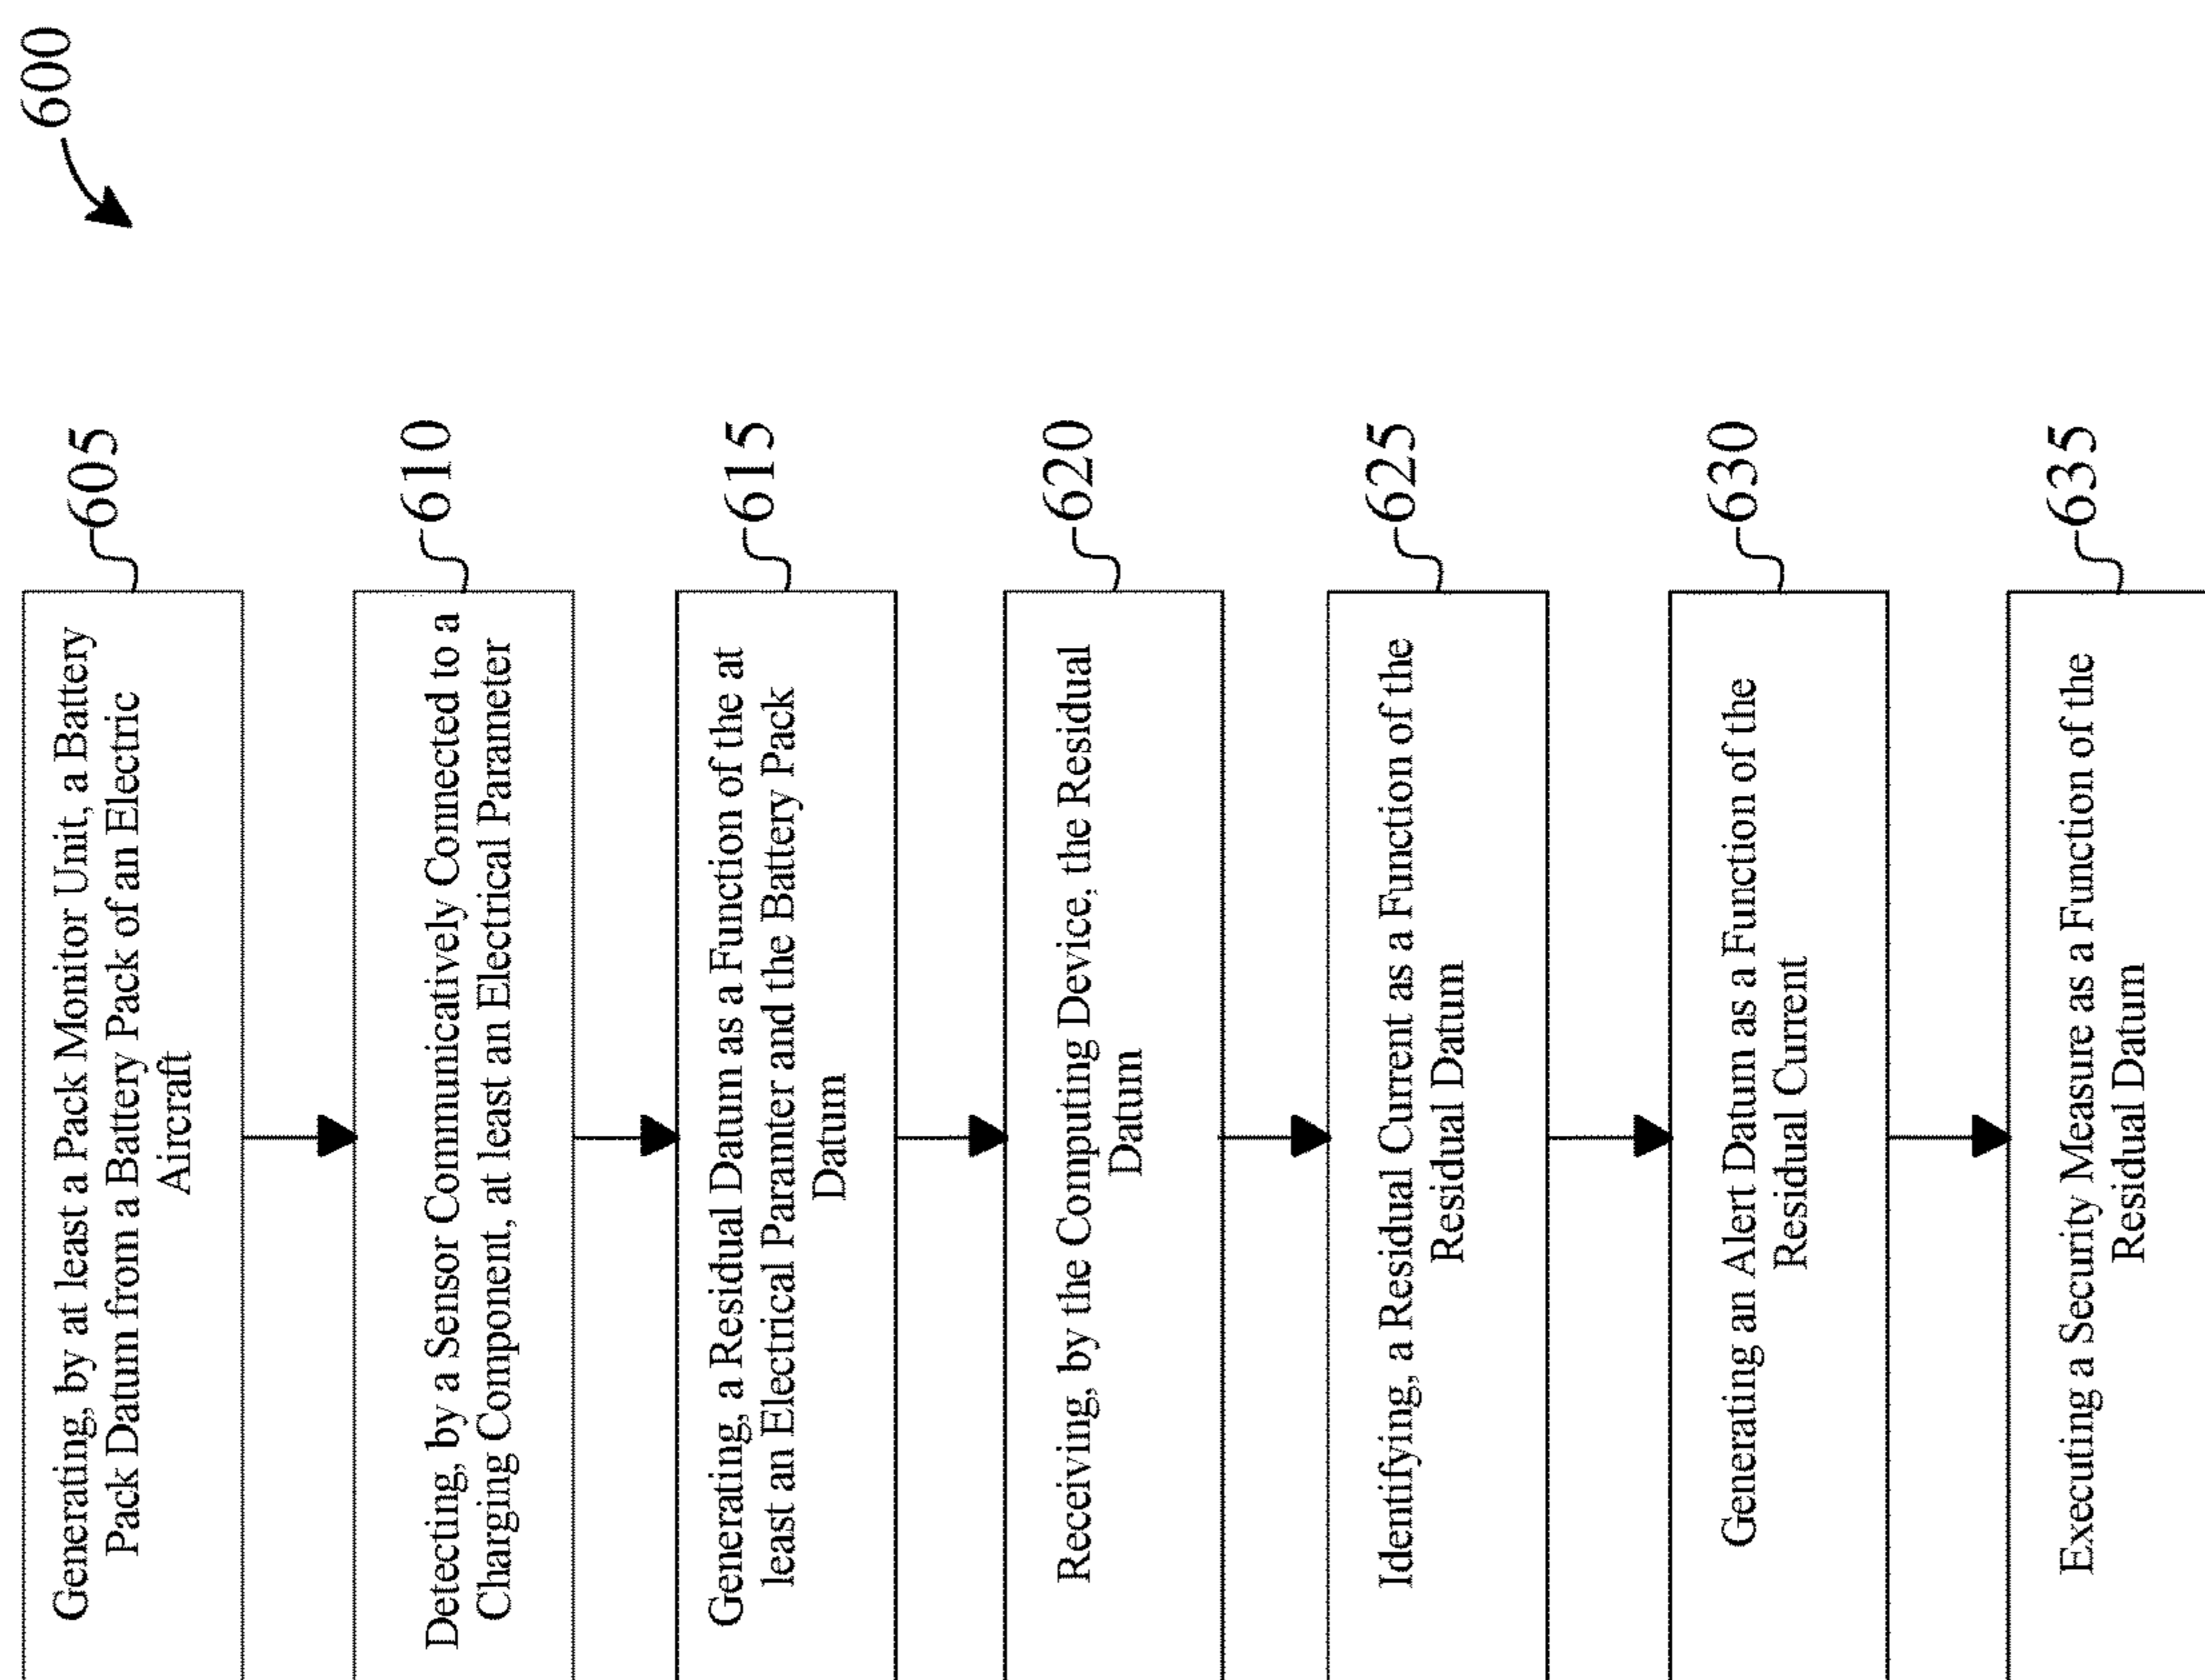 600
Generating, by at least a Pack Monitor Unit, a Battery
Pack Datum from a Battery Pack of an Electric
Aircraft
605
Detecting, by a Sensor Communicatively Connected to a
Charging Component, at least an Electrical Parameter
610
Generating, a Residual Datum as a Function of the at
least an Electrical Paramter and the Battery Pack
Datum
615
Receiving, by the Computing Device, the Residual
Datum
620
Identifying, a Residual Current as a Function of the
Residual Datum
625
Generating an Alert Datum as a Function of the
Residual Current
630
Executing a Security Measure as a Function of the
Residual Datum
635